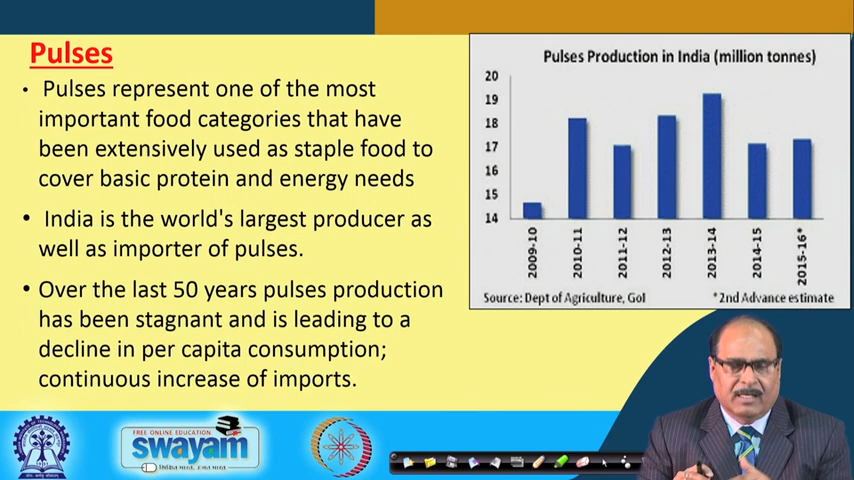 Pulses
• Pulses represent one of the most
important food categories that have
been extensively used as staple food to
cover basic protein and energy needs
• India is the world's largest producer as
well as importer of pulses.
• Over the last 50 years pulses production
has been stagnant and is leading to a
decline in per capita consumption;
continuous increase of imports.
Pulses Production in India (million tonnes)
20
19
18
17
16
15
14
2009-10
2010-11
2011-12
2012-13
2013-14
2014-15
2015-16*
Source: Dept of Agriculture, GoI
*2nd Advance estimate
FREE ONLINE EDUCATION
swayam